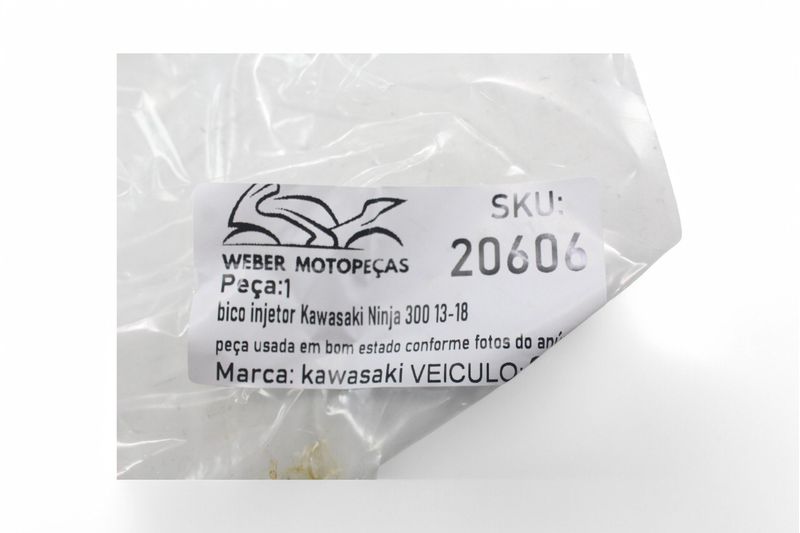 WEBER MOTOPEÇAS
SKU:
20606
Peça:1
bico injetor Kawasaki Ninja 300 13-18
peça usada em bom estado conforme fotos do
Marca: kawasaki VEICULO: